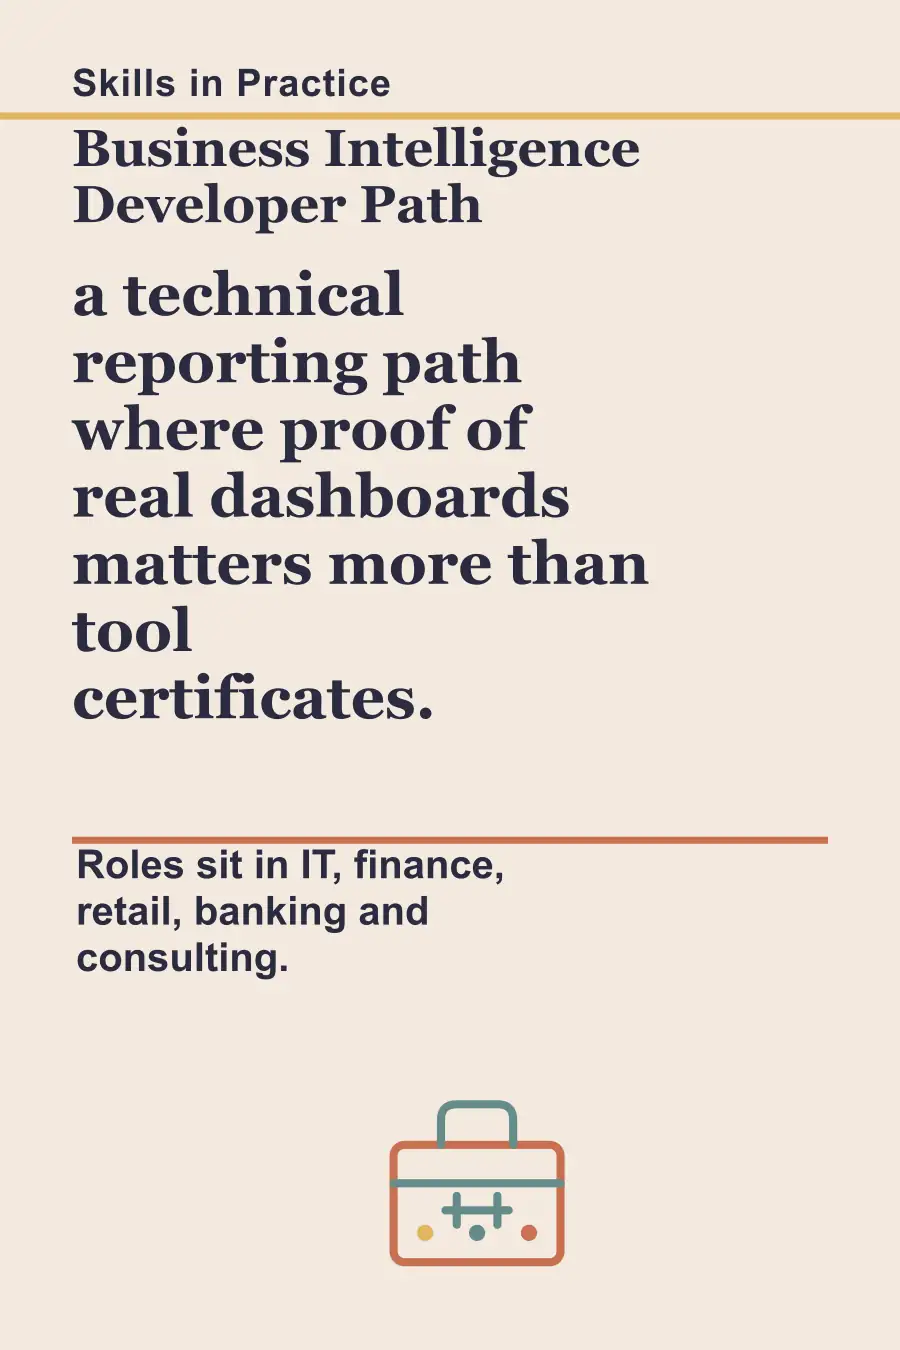 Skills in Practice
Business Intelligence
Developer Path
a technical
reporting path
where proof of
real dashboards
matters more than
tool
certificates.
Roles sit in IT, finance,
retail, banking and
consulting.